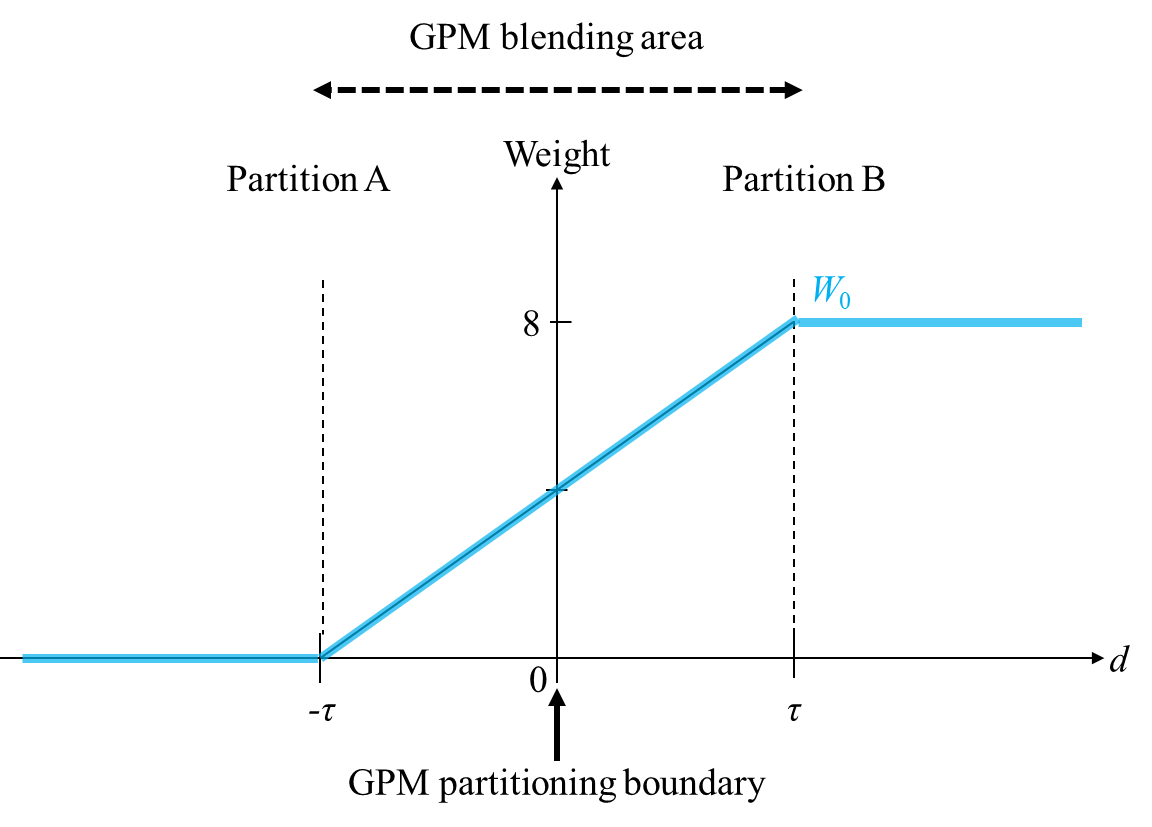 GPM blending area
Weight
Partition A
Partition B
W₀
8
d
0
-τ
τ
GPM partitioning boundary